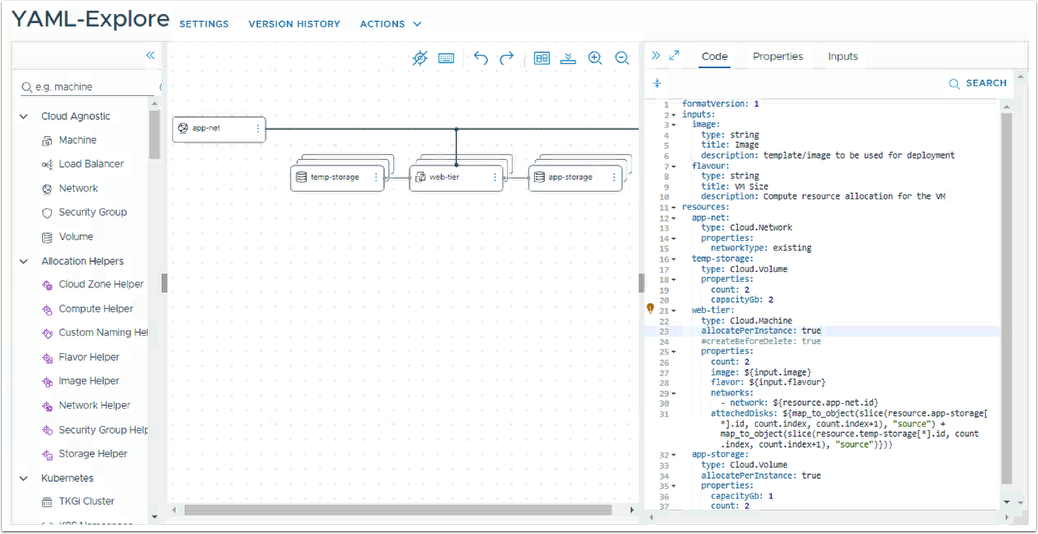 YAML-Explore SETTINGS VERSION HISTORY ACTIONS
e.g. machine
Cloud Agnostic
Machine
Load Balancer
Network
Security Group
Volume
Allocation Helpers
Cloud Zone Helper
Compute Helper
Custom Naming Hel
Flavor Helper
Image Helper
Network Helper
Security Group Help
Storage Helper
Kubernetes
TKGi Cluster
app-net
temp-storage web-tier app-storage
Code Properties Inputs
SEARCH
1 formatVersion: 1
2 inputs:
3 image:
4 type: string
5 title: Image
6 description: template/image to be used for deployment
7 flavour:
8 type: string
9 title: VM Size
10 description: Compute resource allocation for the VM
11 resources:
12 app-net:
13 type: Cloud.Network
14 properties:
15 networkType: existing
16 temp-storage:
17 type: Cloud.Volume
18 properties:
19 count: 2
20 capacityGb: 2
21 web-tier:
22 type: Cloud.Machine
23 allocatePerInstance: true
24 #createBeforeDelete: true
25 properties:
26 count: 2
27 image: ${input.image}
28 flavor: ${input.flavour}
29 networks:
30 - network: ${resource.app-net.id}
31 attachedDisks: ${map_to_object(slice(resource.app-storage[
*].id, count.index, count.index+1), "source") +
map_to_object(slice(resource.temp-storage[*].id, count
.index, count.index+1), "source")}))
32 app-storage:
33 type: Cloud.Volume
34 allocatePerInstance: true
35 properties:
36 capacityGb: 1
37 count: 2